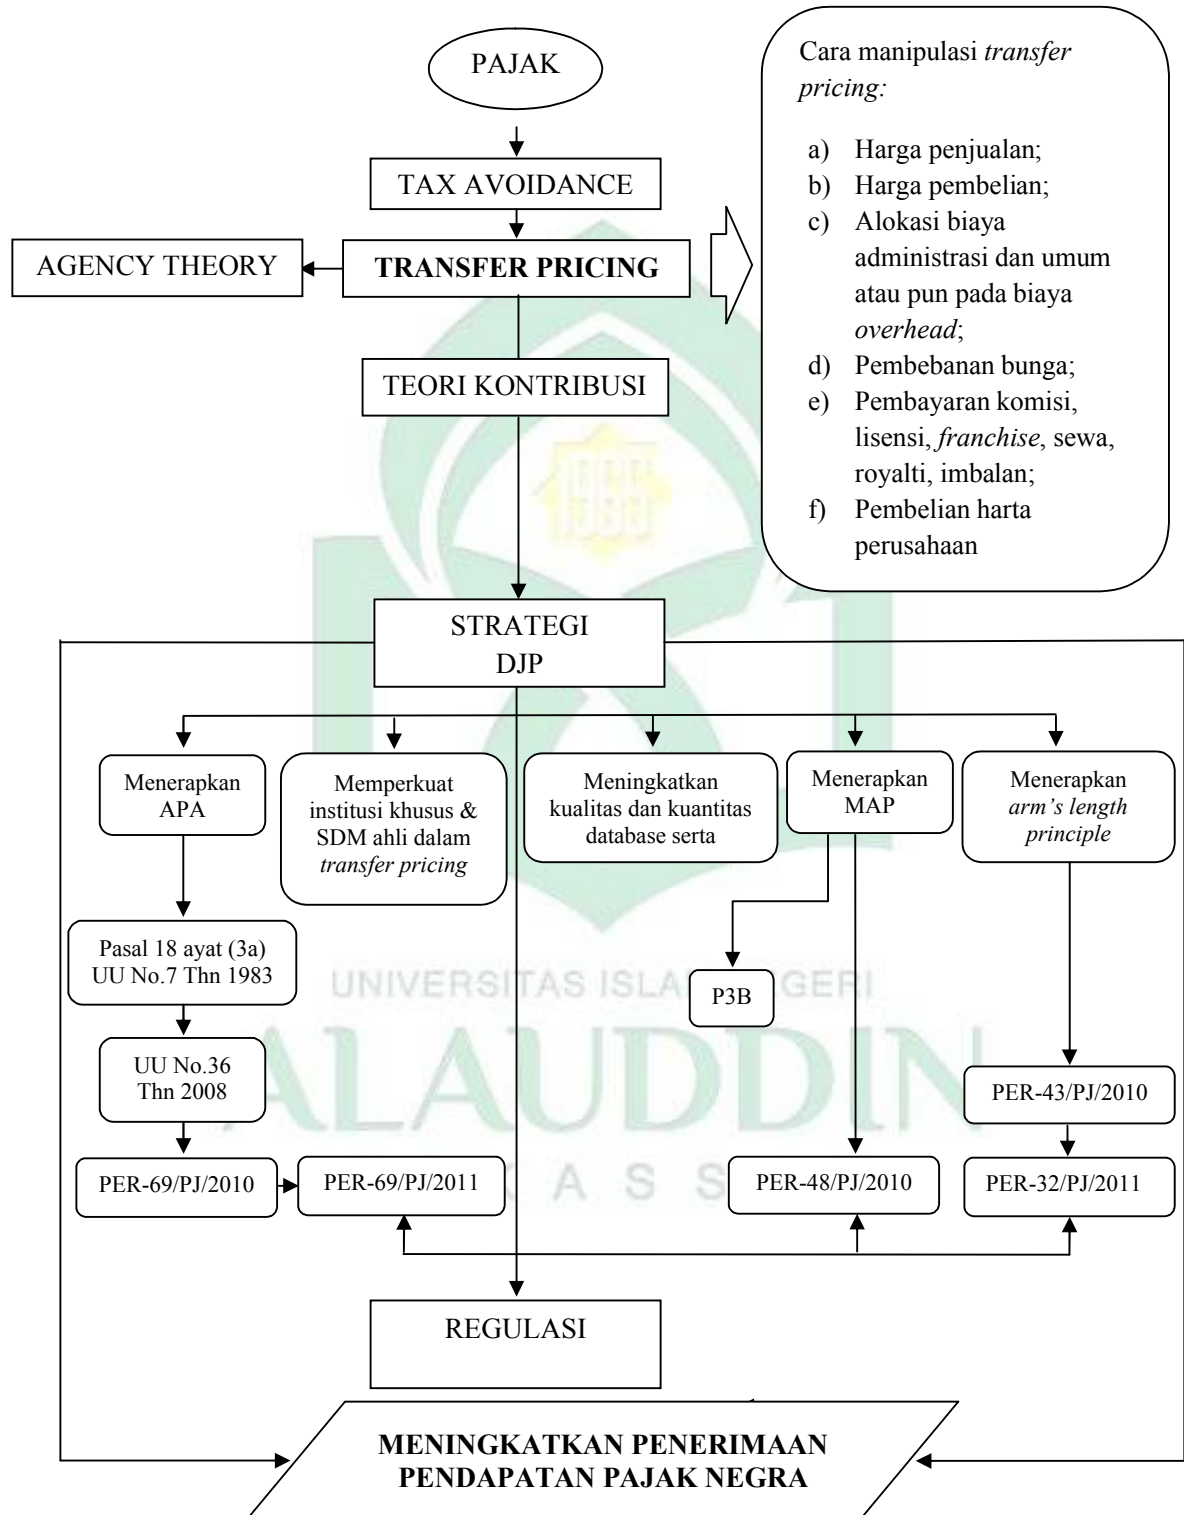 PAJAK
TAX AVOIDANCE
AGENCY THEORY
TRANSFER PRICING
Cara manipulasi transfer
pricing:
a) Harga penjualan;
b) Harga pembelian;
c) Alokasi biaya
administrasi dan umum
atau pun pada biaya
overhead;
d) Pembebanan bunga;
e) Pembayaran komisi,
lisensi, franchise, sewa,
royalti, imbalan;
f) Pembelian harta
perusahaan
TEORI KONTRIBUSI
1965
STRATEGI
DJP
Menerapkan
APA
Memperkuat
institusi khusus &
SDM ahli dalam
transfer pricing
Meningkatkan
kualitas dan kuantitas
database serta
Menerapkan
MAP
Menerapkan
arm's length
principle
Pasal 18 ayat (3a)
UU No.7 Thn 1983
P3B
UNIVERSITAS ISLA EGERI
ALAUDDIN
UU No.36
Thn 2008
PER-43/PJ/2010
PER-69/PJ/2010
PER-69/PJ/2011
K A S S
PER-48/PJ/2010
PER-32/PJ/2011
REGULASI
MENINGKATKAN PENERIMAAN
PENDAPATAN PAJAK NEGRA